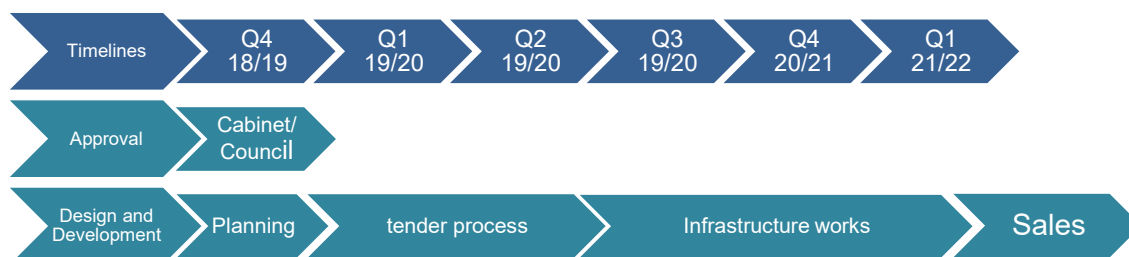 Timelines
Q4
18/19
Q1
19/20
Q2
19/20
Q3
19/20
Q4
20/21
Q1
21/22
Approval
Cabinet/
Council
Design and
Development
Planning
tender process
Infrastructure works
Sales